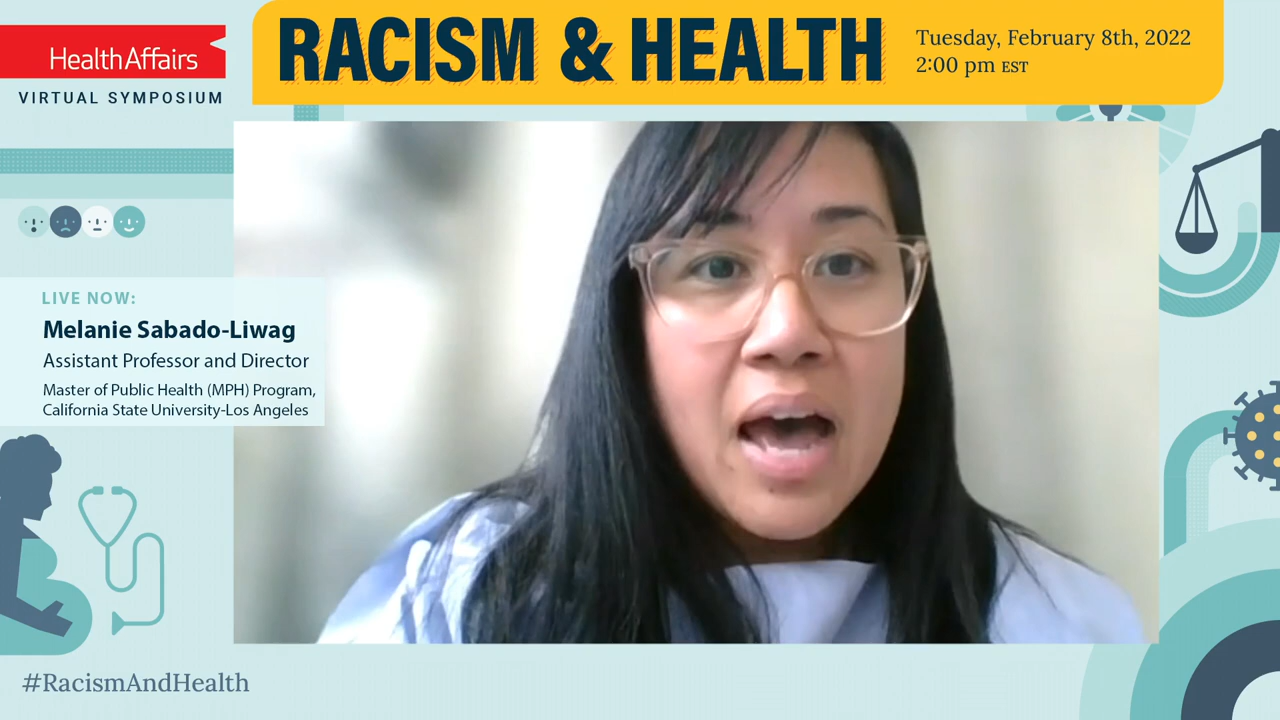 HealthAffairs
VIRTUAL SYMPOSIUM
RACISM & HEALTH
Tuesday, February 8th, 2022
2:00 pm EST
LIVE NOW:
Melanie Sabado-Liwag
Assistant Professor and Director
Master of Public Health (MPH) Program,
California State University-Los Angeles
#RacismAndHealth